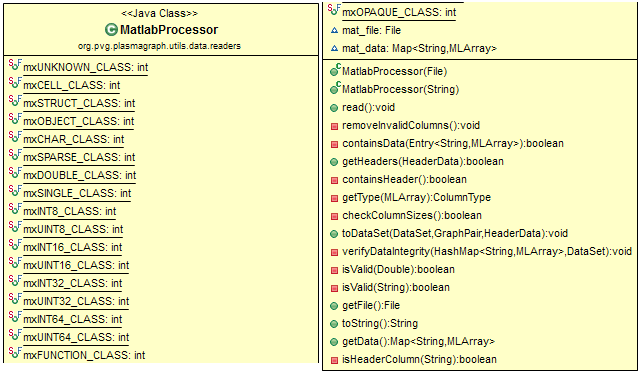 <<Java Class>>
MatlabProcessor
org.pvg.plasmagraph.utils.data.readers
mxUNKNOWN_CLASS: int
mxCELL_CLASS: int
mxSTRUCT_CLASS: int
mxOBJECT_CLASS: int
mxCHAR_CLASS: int
mxSPARSE_CLASS: int
mxDOUBLE_CLASS: int
mxSINGLE_CLASS: int
mxINT8_CLASS: int
mxUINT8_CLASS: int
mxINT16_CLASS: int
mxUINT16_CLASS: int
mxINT32_CLASS: int
mxUINT32_CLASS: int
mxINT64_CLASS: int
mxUINT64_CLASS: int
mxFUNCTION_CLASS: int
mxOPAQUE_CLASS: int
mat_file: File
mat_data: Map<String,MLArray>
MatlabProcessor(File)
MatlabProcessor(String)
read():void
removeInvalidColumns():void
containsData(Entry<String,MLArray>):boolean
getHeaders(HeaderData):boolean
containsHeader():boolean
getType(MLArray):ColumnType
checkColumnSizes():boolean
toDataSet(DataSet,GraphPair,HeaderData):void
verifyDataIntegrity(HashMap<String,MLArray>,DataSet):void
isValid(Double):boolean
isValid(String):boolean
getFile():File
toString():String
getData():Map<String,MLArray>
isHeaderColumn(String):boolean